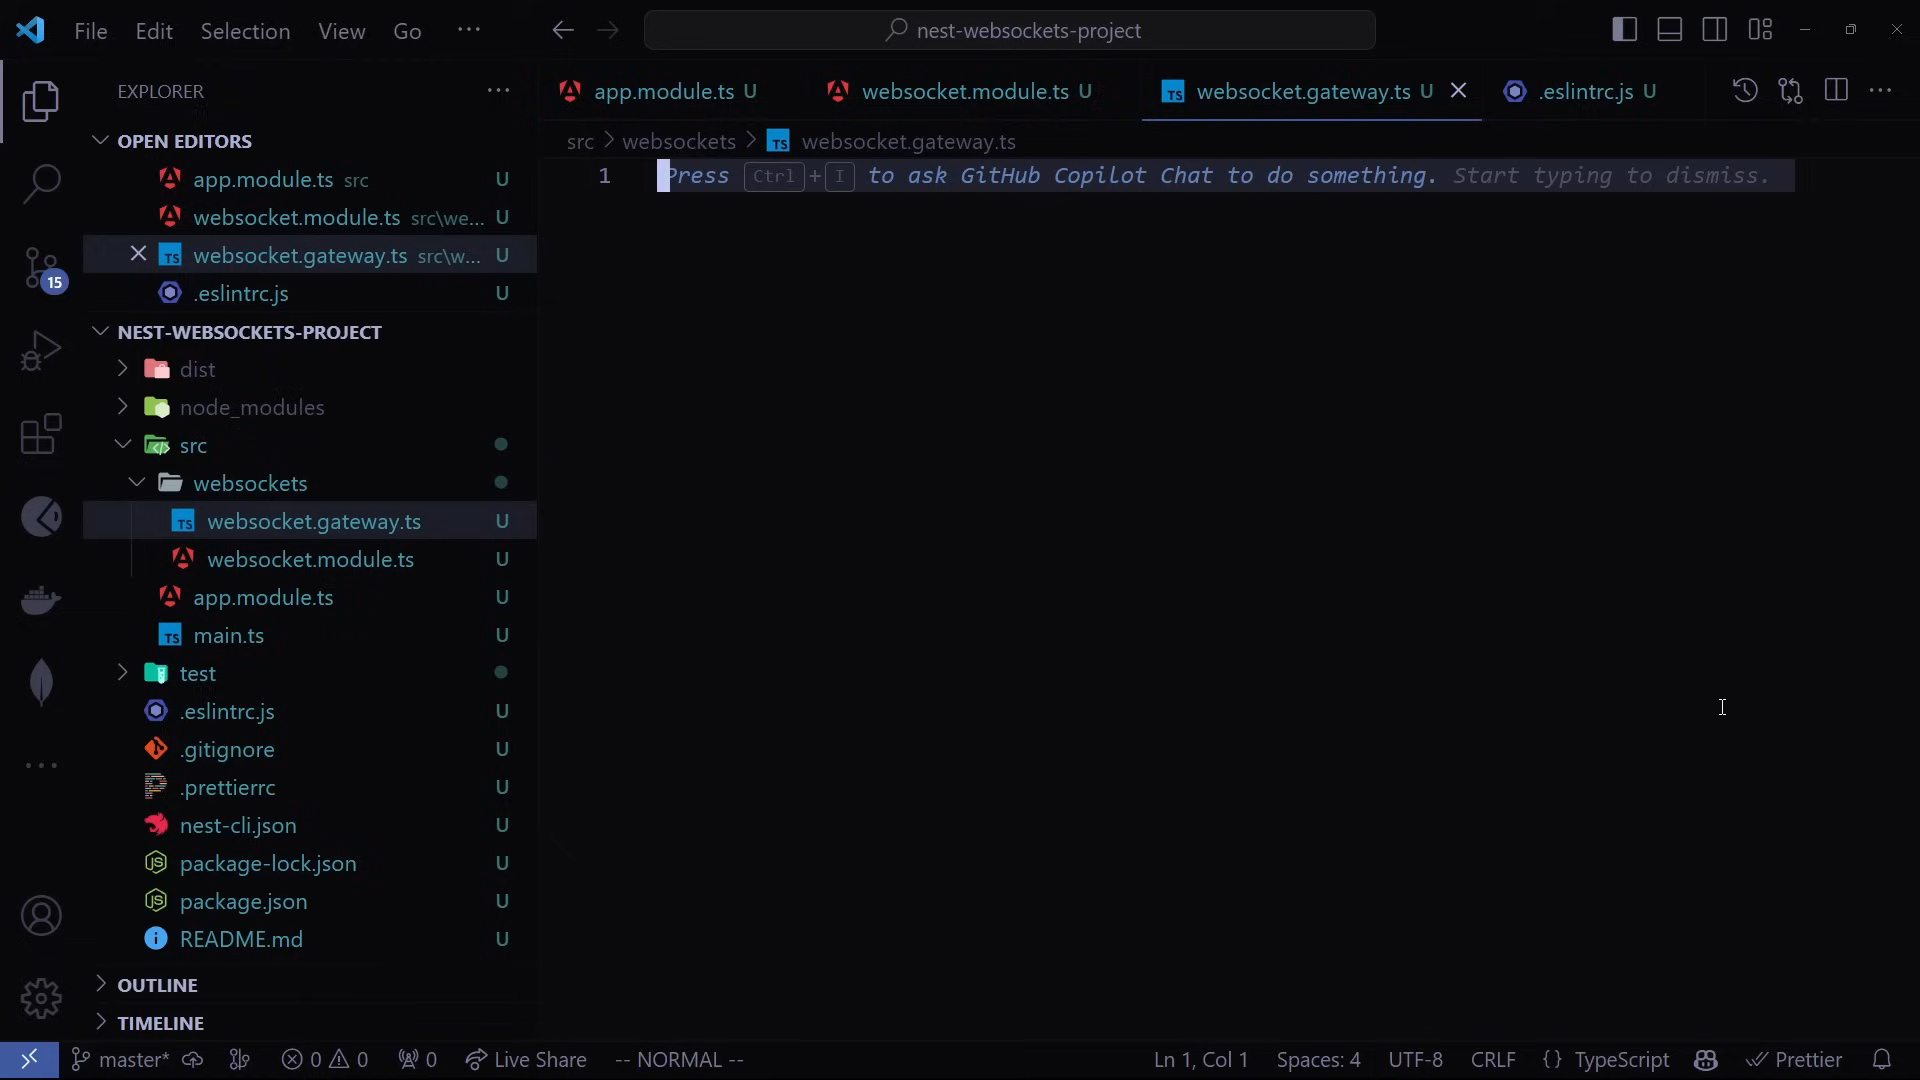 File Edit Selection View Go ···
nest-websockets-project
EXPLORER
OPEN EDITORS
app.module.ts src U
websocket.module.ts src\we... U
websocket.gateway.ts src\w... U
.eslintrc.js U
NEST-WEBSOCKETS-PROJECT
dist
node_modules
src
websockets
websocket.gateway.ts U
websocket.module.ts U
app.module.ts U
main.ts U
test
.eslintrc.js U
.gitignore U
.prettierrc U
nest-cli.json U
package-lock.json U
package.json U
README.md U
OUTLINE
TIMELINE
15
app.module.ts U websocket.module.ts U websocket.gateway.ts U .eslintrc.js U
src > websockets > TS websocket.gateway.ts
1 Press Ctrl + I to ask GitHub Copilot Chat to do something. Start typing to dismiss.
master* 0 0 0 Live Share -- NORMAL -- Ln 1, Col 1 Spaces: 4 UTF-8 CRLF {} TypeScript Prettier